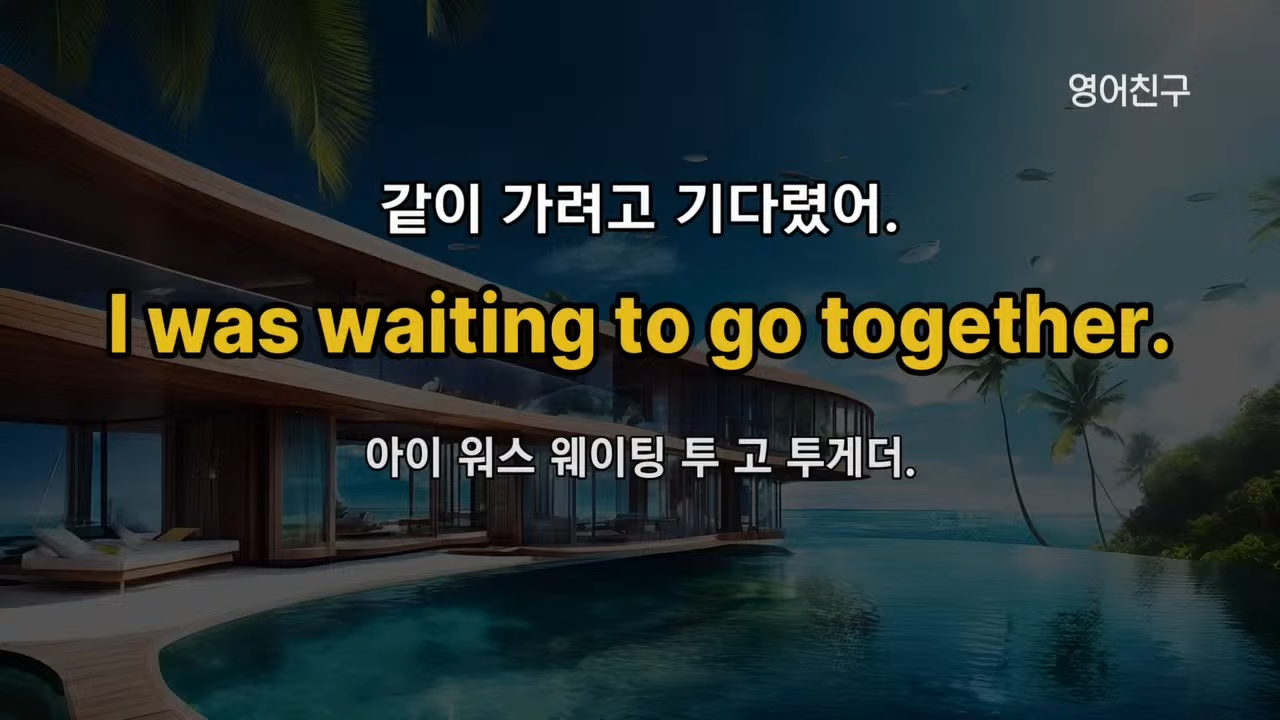 영어친구
같이 가려고 기다렸어.
I was waiting to go together.
아이 워스 웨이팅 투 고 투게더.